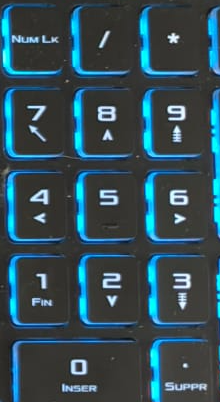 Num Lk / *
7 8 9
4 5 6
< >
1 2 3
Fin
0 .
Inser Suppr